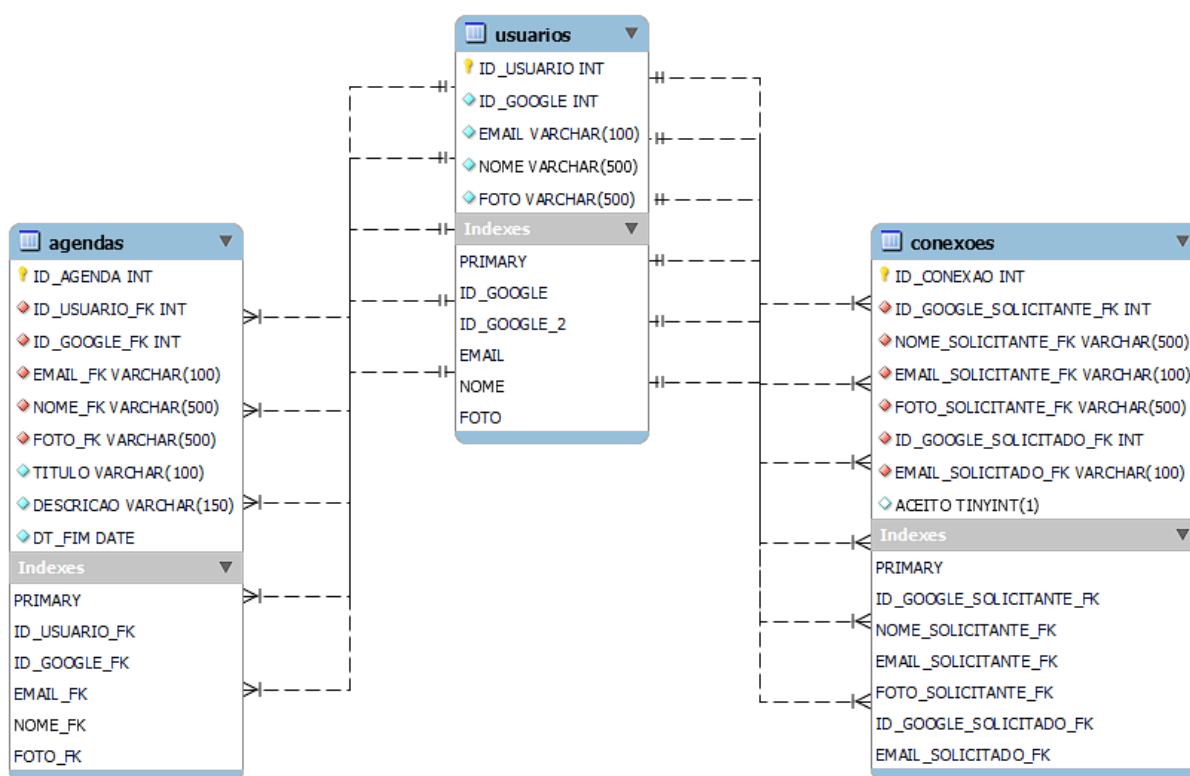 usuarios
ID_USUARIO INT
ID_GOOGLE INT
EMAIL VARCHAR(100)
NOME VARCHAR(500)
FOTO VARCHAR(500)
Indexes
PRIMARY
ID_GOOGLE
ID_GOOGLE_2
EMAIL
NOME
FOTO
agendas
ID_AGENDA INT
ID_USUARIO_FK INT
ID_GOOGLE_FK INT
EMAIL_FK VARCHAR(100)
NOME_FK VARCHAR(500)
FOTO_FK VARCHAR(500)
TITULO VARCHAR(100)
DESCRICAO VARCHAR(150)
DT_FIM DATE
Indexes
PRIMARY
ID_USUARIO_FK
ID_GOOGLE_FK
EMAIL_FK
NOME_FK
FOTO_FK
conexoes
ID_CONEXAO INT
ID_GOOGLE_SOLICITANTE_FK INT
NOME_SOLICITANTE_FK VARCHAR(500)
EMAIL_SOLICITANTE_FK VARCHAR(100)
FOTO_SOLICITANTE_FK VARCHAR(500)
ID_GOOGLE_SOLICITADO_FK INT
EMAIL_SOLICITADO_FK VARCHAR(100)
ACEITO TINYINT(1)
Indexes
PRIMARY
ID_GOOGLE_SOLICITANTE_FK
NOME_SOLICITANTE_FK
EMAIL_SOLICITANTE_FK
FOTO_SOLICITANTE_FK
ID_GOOGLE_SOLICITADO_FK
EMAIL_SOLICITADO_FK